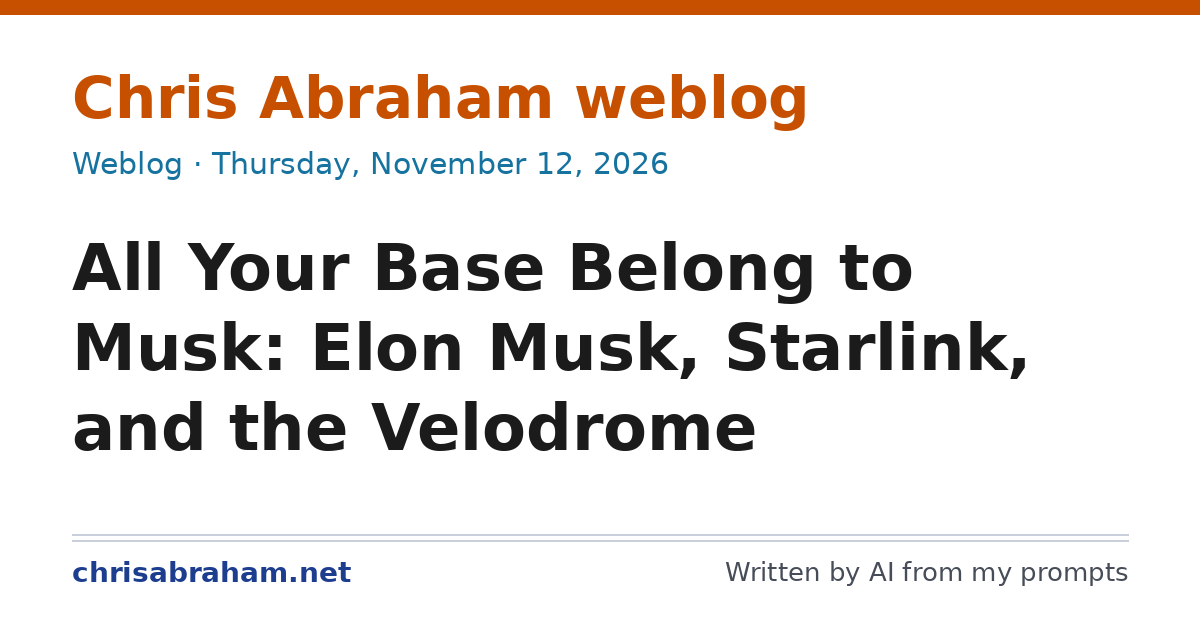 Chris Abraham weblog
Weblog · Thursday, November 12, 2026
All Your Base Belong to
Musk: Elon Musk, Starlink,
and the Velodrome
chrisabraham.net
Written by AI from my prompts